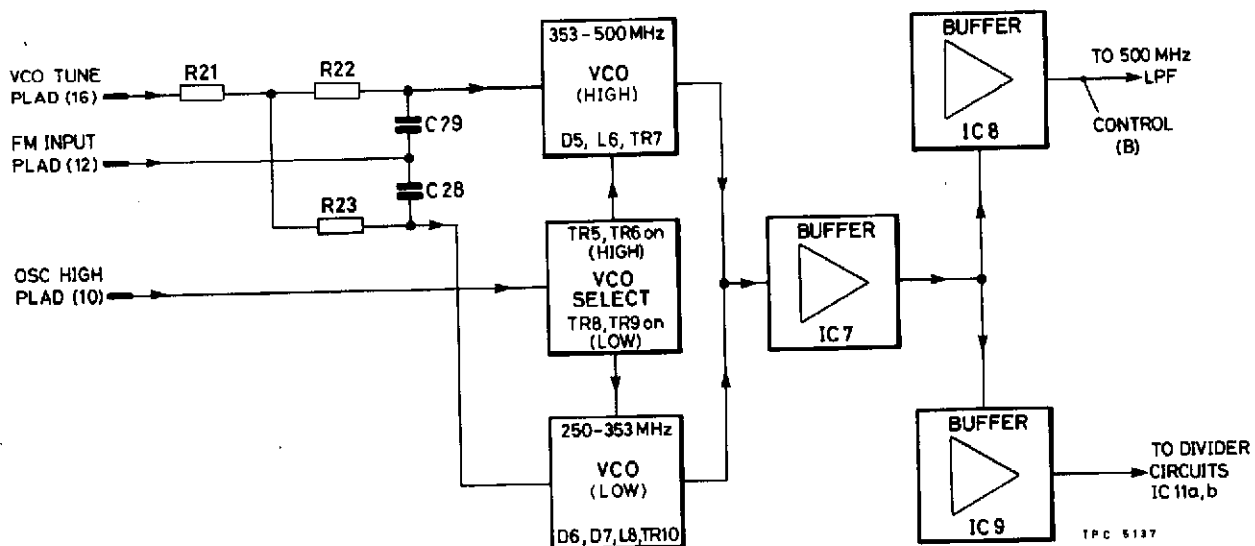 VCO TUNE
PLAD (16)
R21
R22
C29
FM INPUT
PLAD (12)
C28
R23
OSC HIGH
PLAD (10)
353-500 MHz
VCO
(HIGH)
D5, L6, TR7
TR5, TR6 on
(HIGH)
VCO
SELECT
TR8, TR9 on
(LOW)
250-353 MHz
VCO
(LOW)
D6, D7, L8, TR10
BUFFER
IC7
BUFFER
IC8
TO 500 MHz
LPF
CONTROL
(B)
BUFFER
IC9
TO DIVIDER
CIRCUITS
IC11a,b
TPC 5137